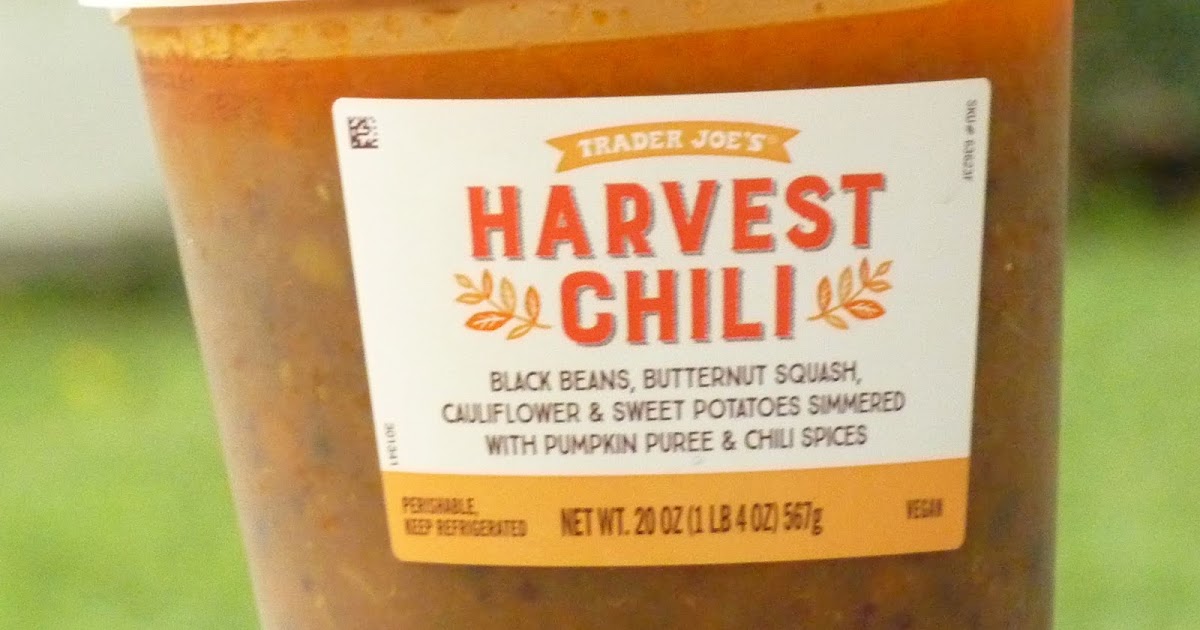 TRADER JOE'S
HARVEST
CHILI
BLACK BEANS, BUTTERNUT SQUASH,
CAULIFLOWER & SWEET POTATOES SIMMERED
WITH PUMPKIN PUREE & CHILI SPICES
PERISHABLE,
KEEP REFRIGERATED
NET WT. 20 OZ (1 LB 4 OZ) 567g
VEGAN
301341